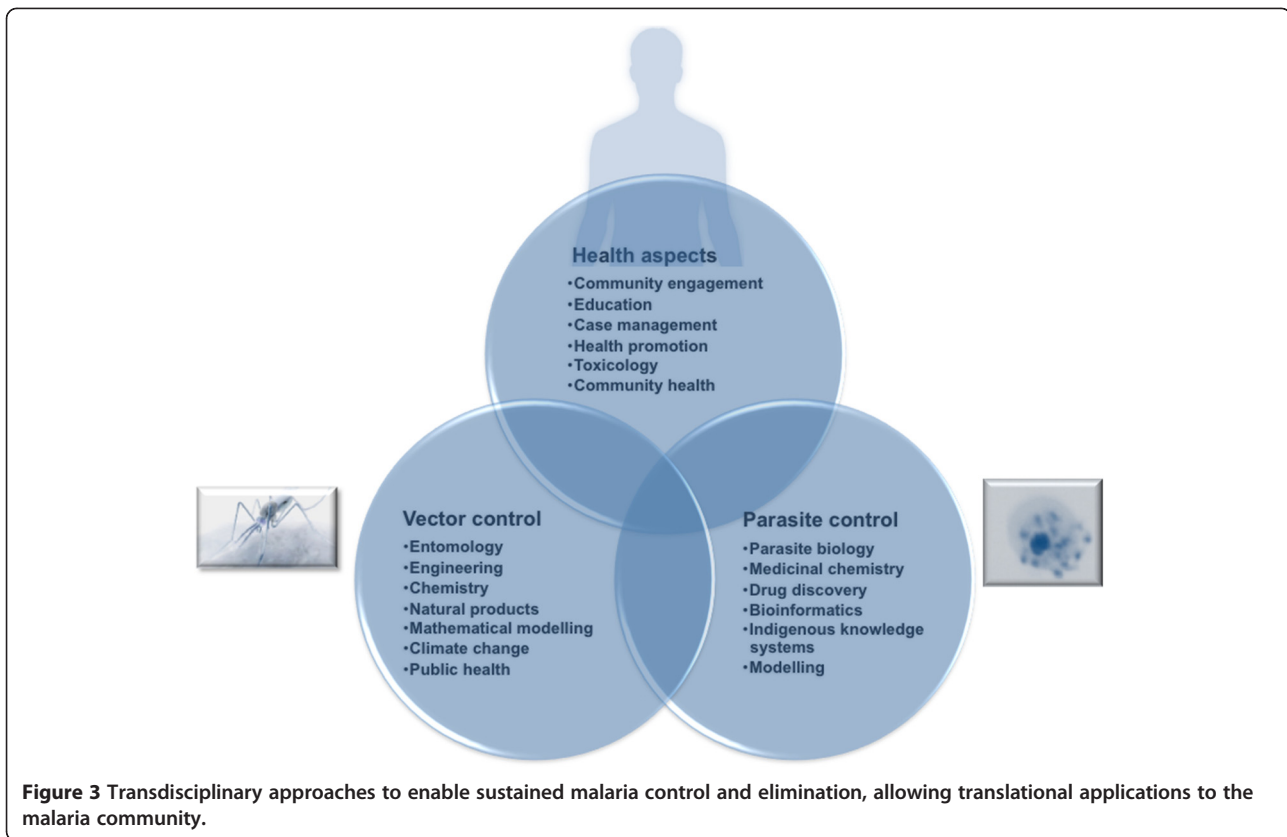 Health aspects
•Community engagement
•Education
•Case management
•Health promotion
•Toxicology
•Community health
Vector control
•Entomology
•Engineering
•Chemistry
•Natural products
•Mathematical modelling
•Climate change
•Public health
Parasite control
•Parasite biology
•Medicinal chemistry
•Drug discovery
•Bioinformatics
•Indigenous knowledge
systems
•Modelling
Figure 3 Transdisciplinary approaches to enable sustained malaria control and elimination, allowing translational applications to the
malaria community.